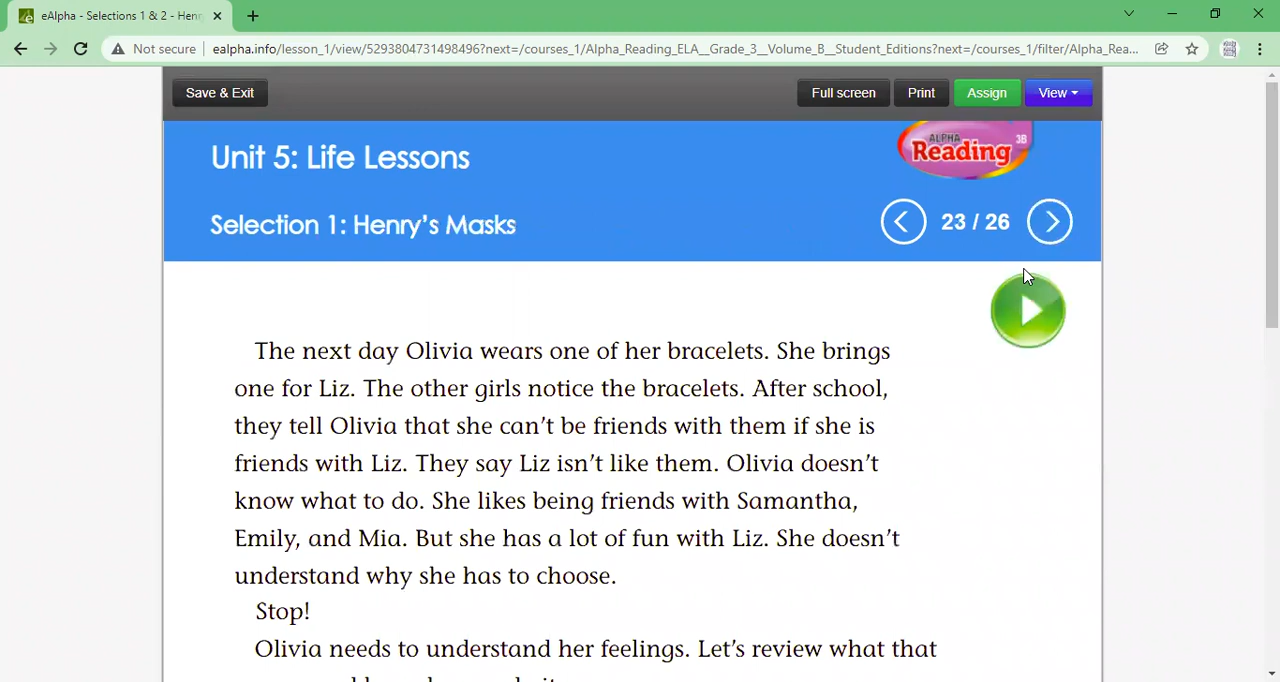 eAlpha - Selections 1 & 2 - Henr
Not secure
ealpha.info/lesson_1/view/5293804731498496?next=/courses_1/Alpha_Reading_ELA__Grade_3__Volume_B__Student_Editions?next=/courses_1/filter/Alpha_Rea...
Save & Exit
Full screen
Print
Assign
View
Unit 5: Life Lessons
ALPHA
Reading
3B
Selection 1: Henry's Masks
23 / 26
The next day Olivia wears one of her bracelets. She brings
one for Liz. The other girls notice the bracelets. After school,
they tell Olivia that she can't be friends with them if she is
friends with Liz. They say Liz isn't like them. Olivia doesn't
know what to do. She likes being friends with Samantha,
Emily, and Mia. But she has a lot of fun with Liz. She doesn't
understand why she has to choose.
Stop!
Olivia needs to understand her feelings. Let's review what that